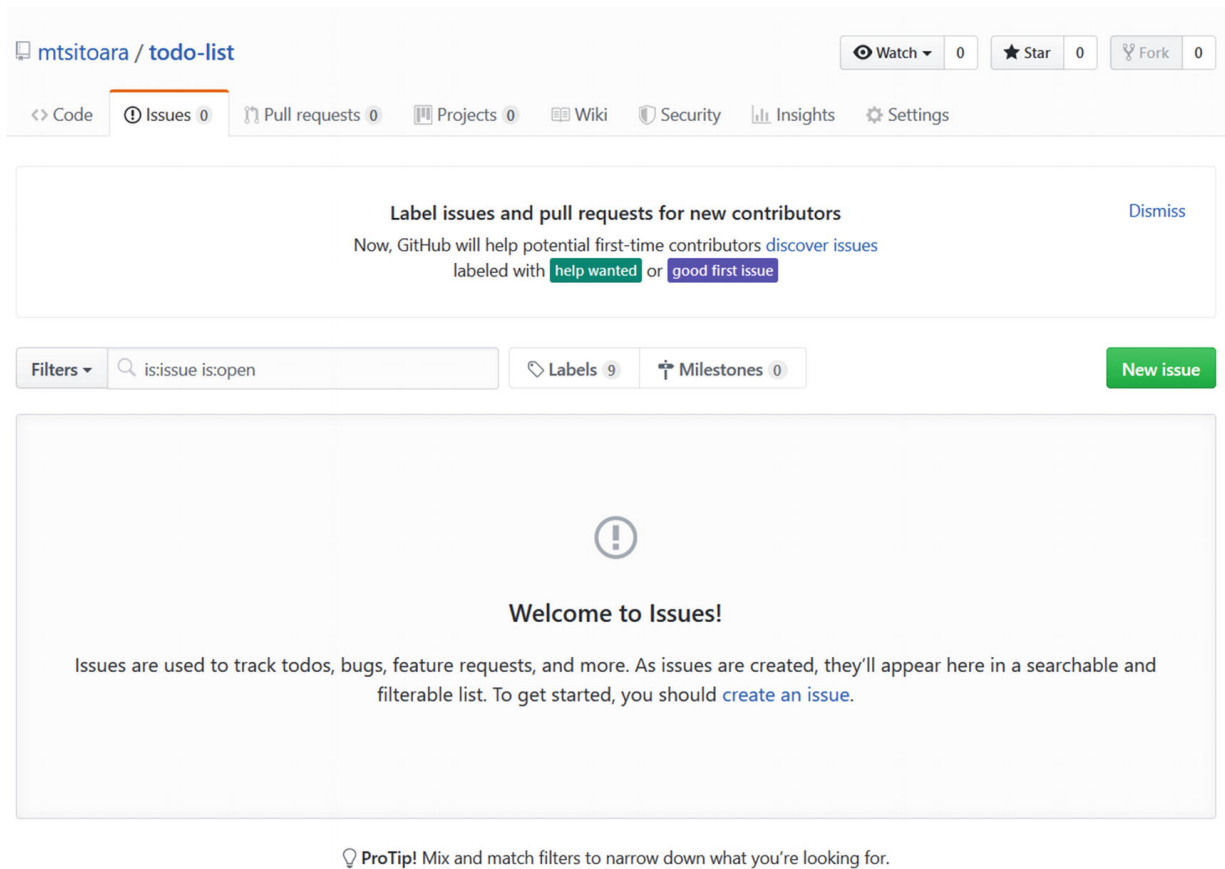 mtsitoara / todo-list
Watch 0 Star 0 Fork 0
Code Issues 0 Pull requests 0 Projects 0 Wiki Security Insights Settings
Label issues and pull requests for new contributors
Dismiss
Now, GitHub will help potential first-time contributors discover issues
labeled with help wanted or good first issue
Filters is:issue is:open Labels 9 Milestones 0 New issue
Welcome to Issues!
Issues are used to track todos, bugs, feature requests, and more. As issues are created, they’ll appear here in a searchable and
filterable list. To get started, you should create an issue.
ProTip! Mix and match filters to narrow down what you’re looking for.